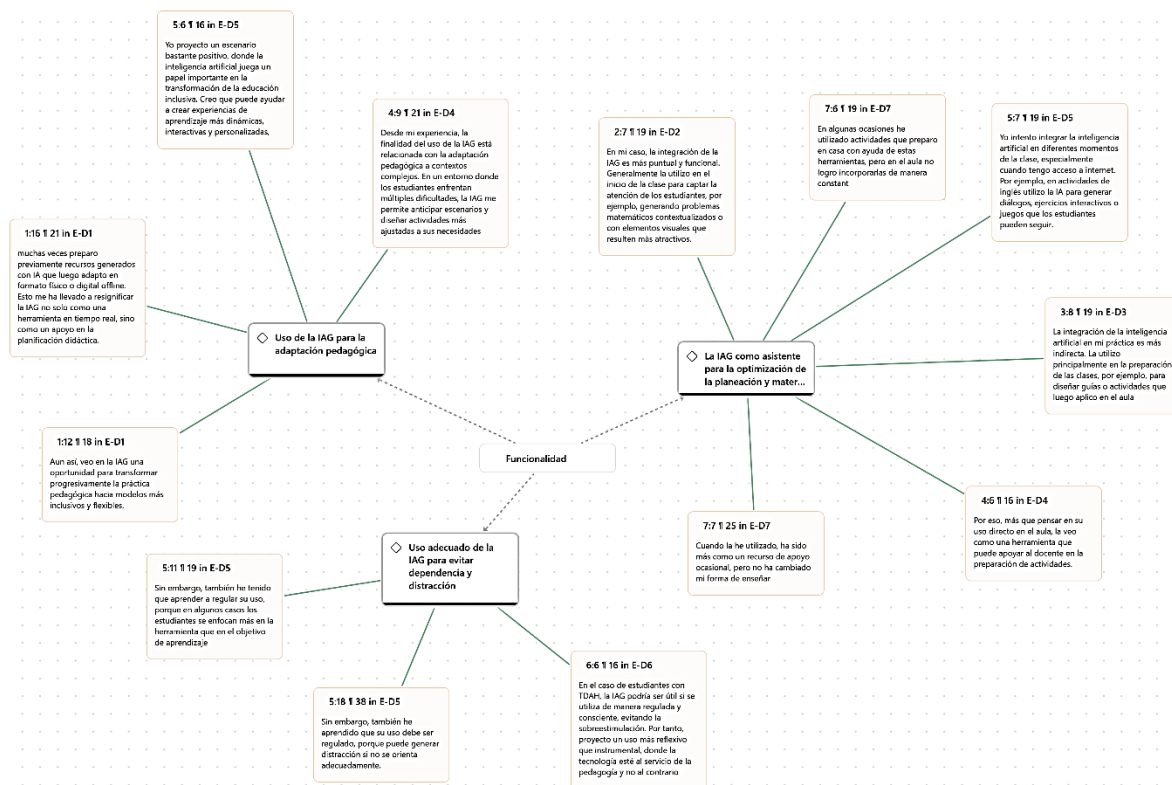 5:6 ¶ 16 in E-D5
Yo proyecto un escenario
bastante positivo, donde la
inteligencia artificial juega un
papel importante en la
transformación de la educación
inclusiva. Creo que puede ayudar
a crear experiencias de
aprendizaje más dinámicas,
interactivas y personalizadas,
4:9 ¶ 21 in E-D4
Desde mi experiencia, la
finalidad del uso de la IAG está
relacionada con la adaptación
pedagógica a contextos
complejos. En un entorno donde
los estudiantes enfrentan
múltiples dificultades, la IAG me
permite anticipar escenarios y
diseñar actividades más
ajustadas a sus necesidades
1:16 ¶ 21 in E-D1
muchas veces preparo
previamente recursos generados
con IA que luego adapto en
formato físico o digital offline.
Esto me ha llevado a resignificar
la IAG no solo como una
herramienta en tiempo real, sino
como un apoyo en la
planificación didáctica.
Uso de la IAG para la
adaptación pedagógica
1:12 ¶ 18 in E-D1
Aun así, veo en la IAG una
oportunidad para transformar
progresivamente la práctica
pedagógica hacia modelos más
inclusivos y flexibles.
2:7 ¶ 19 in E-D2
En mi caso, la integración de la
IAG es más puntual y funcional.
Generalmente la utilizo en el
inicio de la clase para captar la
atención de los estudiantes, por
ejemplo, generando problemas
matemáticos contextualizados o
con elementos visuales que
resulten más atractivos.
7:6 ¶ 19 in E-D7
En algunas ocasiones he
utilizado actividades que preparo
en casa con ayuda de estas
herramientas, pero en el aula no
logro incorporarlas de manera
constant
5:7 ¶ 19 in E-D5
Yo intento integrar la inteligencia
artificial en diferentes momentos
de la clase, especialmente
cuando tengo acceso a internet.
Por ejemplo, en actividades de
inglés utilizo la IA para generar
diálogos, ejercicios interactivos o
juegos que los estudiantes
pueden seguir.
3:8 ¶ 19 in E-D3
La integración de la inteligencia
artificial en mi práctica es más
indirecta. La utilizo
principalmente en la preparación
de las clases, por ejemplo, para
diseñar guías o actividades que
luego aplico en el aula
La IAG como asistente
para la optimización de
la planeación y mater...
Funcionalidad
7:7 ¶ 25 in E-D7
Cuando la he utilizado, ha sido
más como un recurso de apoyo
ocasional, pero no ha cambiado
mi forma de enseñar
4:6 ¶ 16 in E-D4
Por eso, más que pensar en su
uso directo en el aula, la veo
como una herramienta que
puede apoyar al docente en la
preparación de actividades.
Uso adecuado de la
IAG para evitar
dependencia y
distracción
5:11 ¶ 19 in E-D5
Sin embargo, también he tenido
que aprender a regular su uso,
porque en algunos casos los
estudiantes se enfocan más en la
herramienta que en el objetivo
de aprendizaje
5:18 ¶ 38 in E-D5
Sin embargo, también he
aprendido que su uso debe ser
regulado, porque puede generar
distracción si no se orienta
adecuadamente.
6:6 ¶ 16 in E-D6
En el caso de estudiantes con
TDAH, la IAG podría ser útil si se
utiliza de manera regulada y
consciente, evitando la
sobreestimulación. Por tanto,
proyecto un uso más reflexivo
que instrumental, donde la
tecnología esté al servicio de la
pedagogía y no al contrario